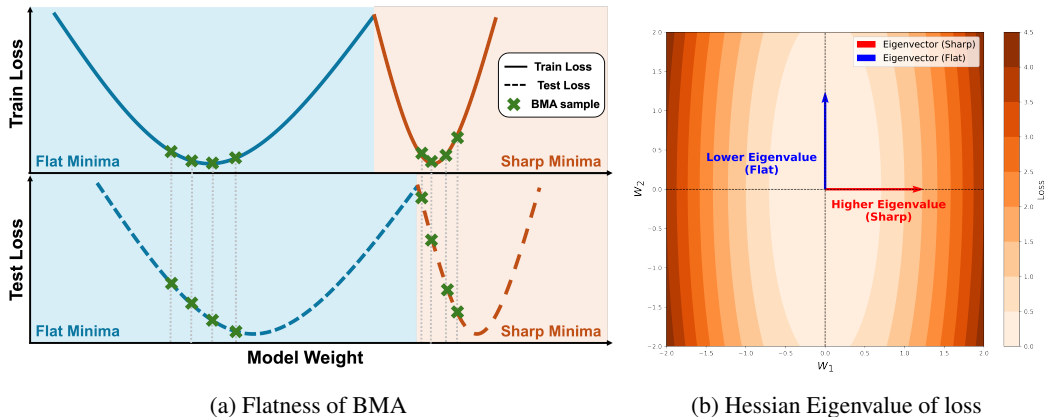 Train Loss
Train Loss
Test Loss
BMA sample
Flat Minima
Sharp Minima
Test Loss
Flat Minima
Sharp Minima
Model Weight
(a) Flatness of BMA
Eigenvector (Sharp)
Eigenvector (Flat)
Lower Eigenvalue
(Flat)
Higher Eigenvalue
(Sharp)
W2
2.0
1.5
1.0
0.5
0.0
-0.5
-1.0
-1.5
-2.0
-2.0 -1.5 -1.0 -0.5 0.0 0.5 1.0 1.5 2.0
W1
4.5
4.0
3.5
3.0
2.5
2.0
1.5
1.0
0.5
0.0
Loss
(b) Hessian Eigenvalue of loss